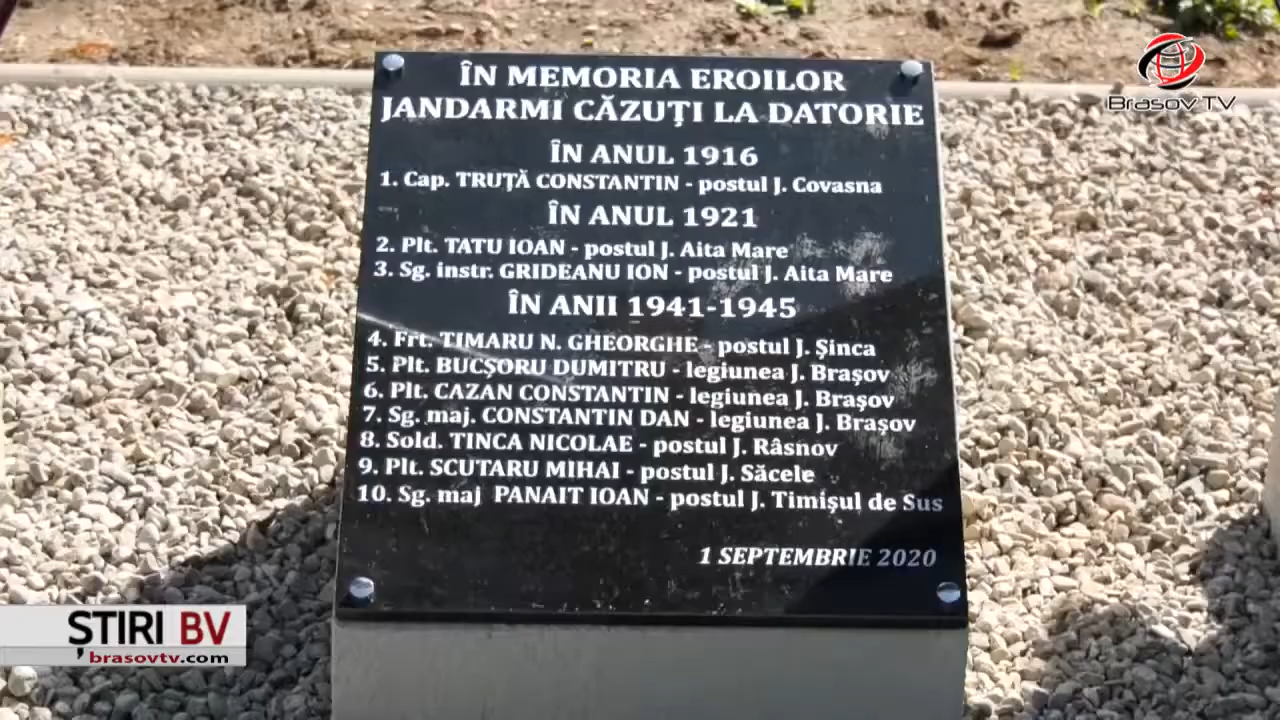 ÎN MEMORIA EROILOR
JANDARMI CĂZUȚI LA DATORIE
ÎN ANUL 1916
1. Cap. TRUȚĂ CONSTANTIN - postul J. Covasna
ÎN ANUL 1921
2. Plt. TATU IOAN - postul J. Aita Mare
3. Sg. instr. GRIDEANU ION - postul J. Aita Mare
ÎN ANII 1941-1945
4. Frt. TIMARU N. GHEORGHE - postul J. Șinca
5. Plt. BUCȘORU DUMITRU - legiunea J. Brașov
6. Plt. CAZAN CONSTANTIN - legiunea J. Brașov
7. Sg. maj. CONSTANTIN DAN - legiunea J. Brașov
8. Sold. TINCA NICOLAE - postul J. Râsnov
9. Plt. SCUTARU MIHAI - postul J. Săcele
10. Sg. maj PANAIT IOAN - postul J. Timișul de Sus
1 SEPTEMBRIE 2020
Brasov TV
ȘTIRI BV
brasovtv.com